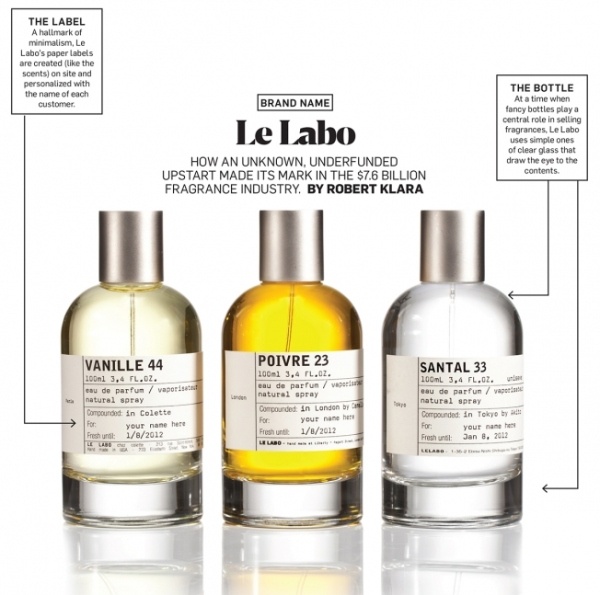 THE LABEL
A hallmark of
minimalism, Le
Labo's paper labels
are created (like the
scents) on site and
personalized with
the name of each
customer.
BRAND NAME
Le Labo
HOW AN UNKNOWN, UNDERFUNDED
UPSTART MADE ITS MARK IN THE $7.6 BILLION
FRAGRANCE INDUSTRY. BY ROBERT KLARA
THE BOTTLE
At a time when
fancy bottles play a
central role in selling
fragrances, Le Labo
uses simple ones
of clear glass that
draw the eye to the
contents.
VANILLE 44
100ml 3,4 FL.OZ.
eau de parfum / vaporisateur
natural spray
Compounded: in Colette
For: your name here
Fresh until: 1/8/2012
LE LABO
POIVRE 23
London
100ml 3,4 FL.OZ.
eau de parfum / vaporisateur
natural spray
Compounded: in London by
For: your name here
Fresh until: 1/8/2012
LE LABO
SANTAL 33
Tokyo
100ml 3,4 FL.OZ.
eau de parfum / vaporisateur
natural spray
Compounded: in Tokyo by
For: your name here
Fresh until: Jan 8, 2012
LE LABO